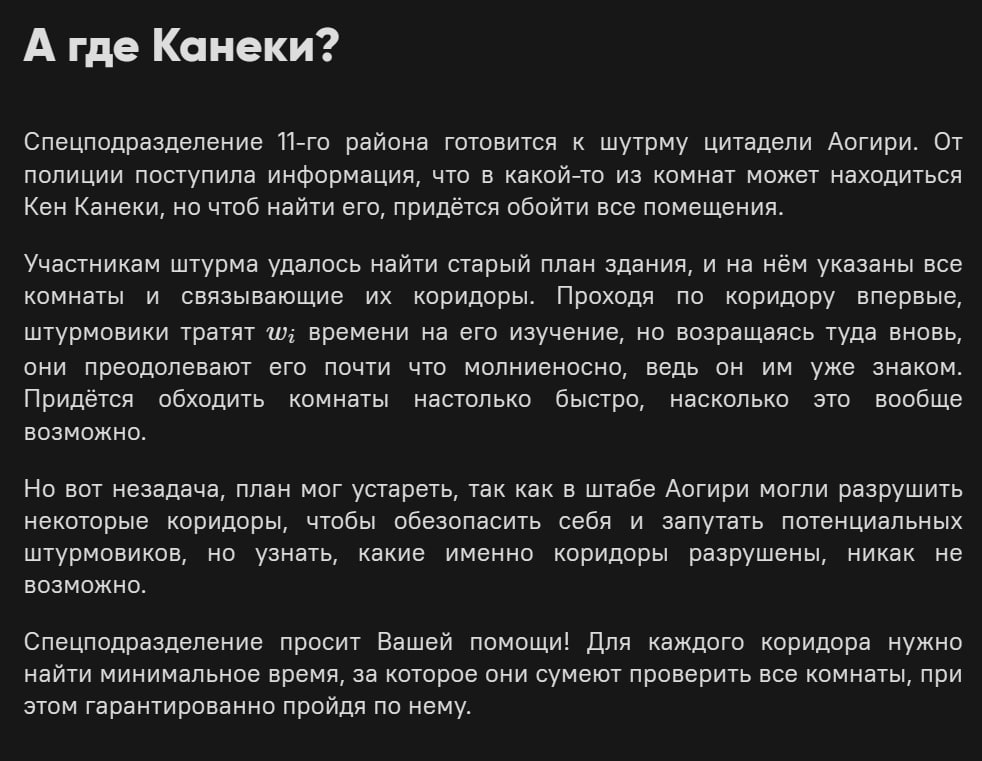 А где Канеки?
Спецподразделение 11-го района готовится к шутрму цитадели Аогири. От
полиции поступила информация, что в какой-то из комнат может находиться
Кен Канеки, но чтоб найти его, придётся обойти все помещения.
Участникам штурма удалось найти старый план здания, и на нём указаны все
комнаты и связывающие их коридоры. Проходя по коридору впервые,
штурмовики тратят wᵢ времени на его изучение, но возращаясь туда вновь,
они преодолевают его почти что молниеносно, ведь он им уже знаком.
Придётся обходить комнаты настолько быстро, насколько это вообще
возможно.
Но вот незадача, план мог устареть, так как в штабе Аогири могли разрушить
некоторые коридоры, чтобы обезопасить себя и запутать потенциальных
штурмовиков, но узнать, какие именно коридоры разрушены, никак не
возможно.
Спецподразделение просит Вашей помощи! Для каждого коридора нужно
найти минимальное время, за которое они сумеют проверить все комнаты, при
этом гарантированно пройдя по нему.